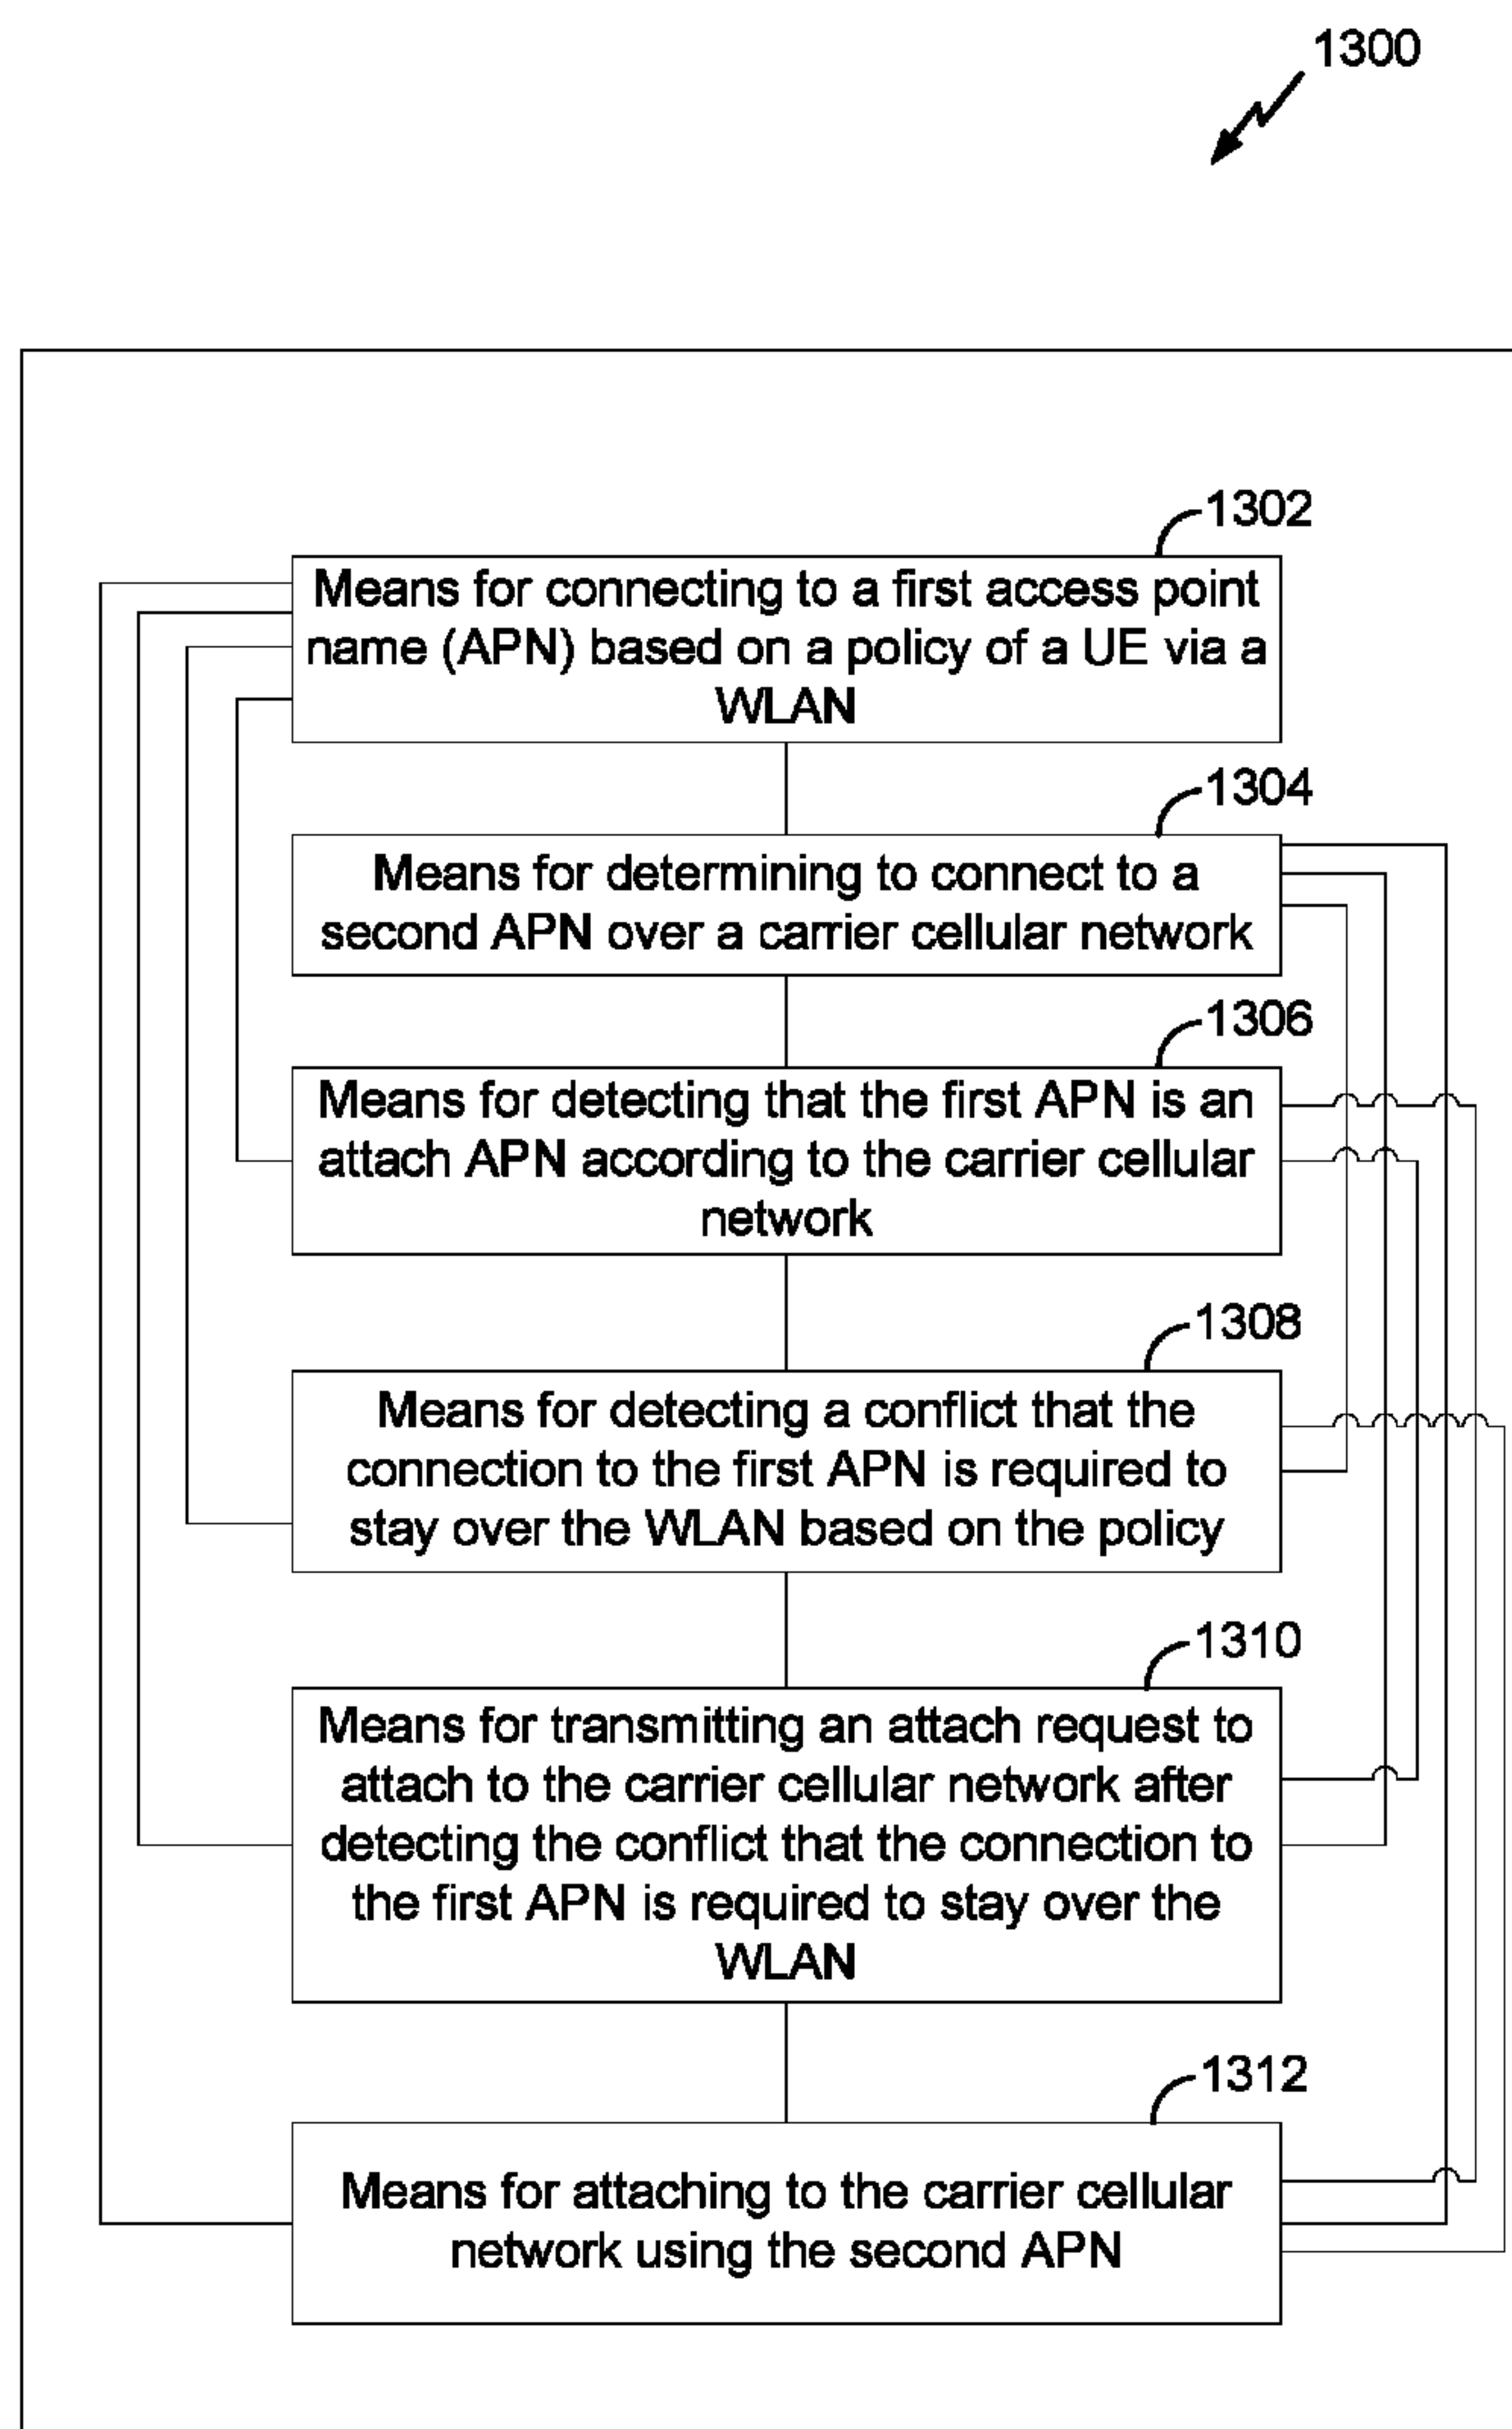 1300
1302
Means for connecting to a first access point
name (APN) based on a policy of a UE via a
WLAN
1304
Means for determining to connect to a
second APN over a carrier cellular network
1306
Means for detecting that the first APN is an
attach APN according to the carrier cellular
network
1308
Means for detecting a conflict that the
connection to the first APN is required to
stay over the WLAN based on the policy
1310
Means for transmitting an attach request to
attach to the carrier cellular network after
detecting the conflict that the connection to
the first APN is required to stay over the
WLAN
1312
Means for attaching to the carrier cellular
network using the second APN